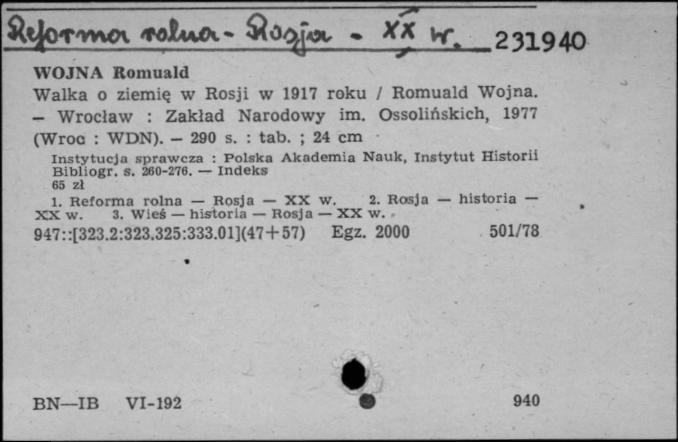 Reforma rolna - Rosja - XX w. 231940
WOJNA Romuald
Walka o ziemię w Rosji w 1917 roku / Romuald Wojna.
— Wrocław : Zakład Narodowy im. Ossolińskich, 1977
(Wroc : WDN). — 290 s. : tab. ; 24 cm
Instytucja sprawcza : Polska Akademia Nauk, Instytut Historii
Bibliogr. s. 260-276. — Indeks
65 zł
1. Reforma rolna — Rosja — XX w. 2. Rosja — historia —
XX w. 3. Wieś — historia — Rosja — XX w.
947::[323.2:323.325:333.01](47+57) Egz. 2000 501/78
BN—IB VI-192 940